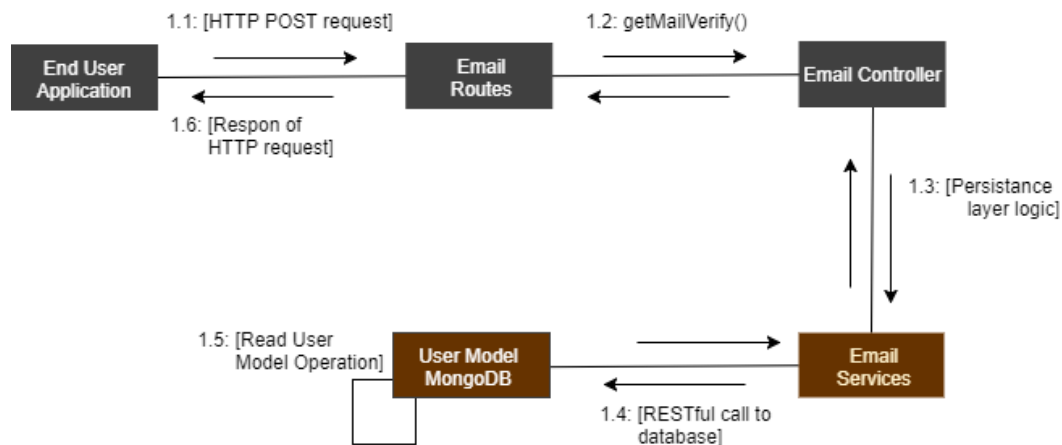 1.1: [HTTP POST request]
1.2: getMailVerify()
End User
Application
Email
Routes
Email Controller
1.6: [Respon of
HTTP request]
1.3: [Persistance
layer logic]
1.5: [Read User
Model Operation]
User Model
MongoDB
Email
Services
1.4: [RESTful call to
database]